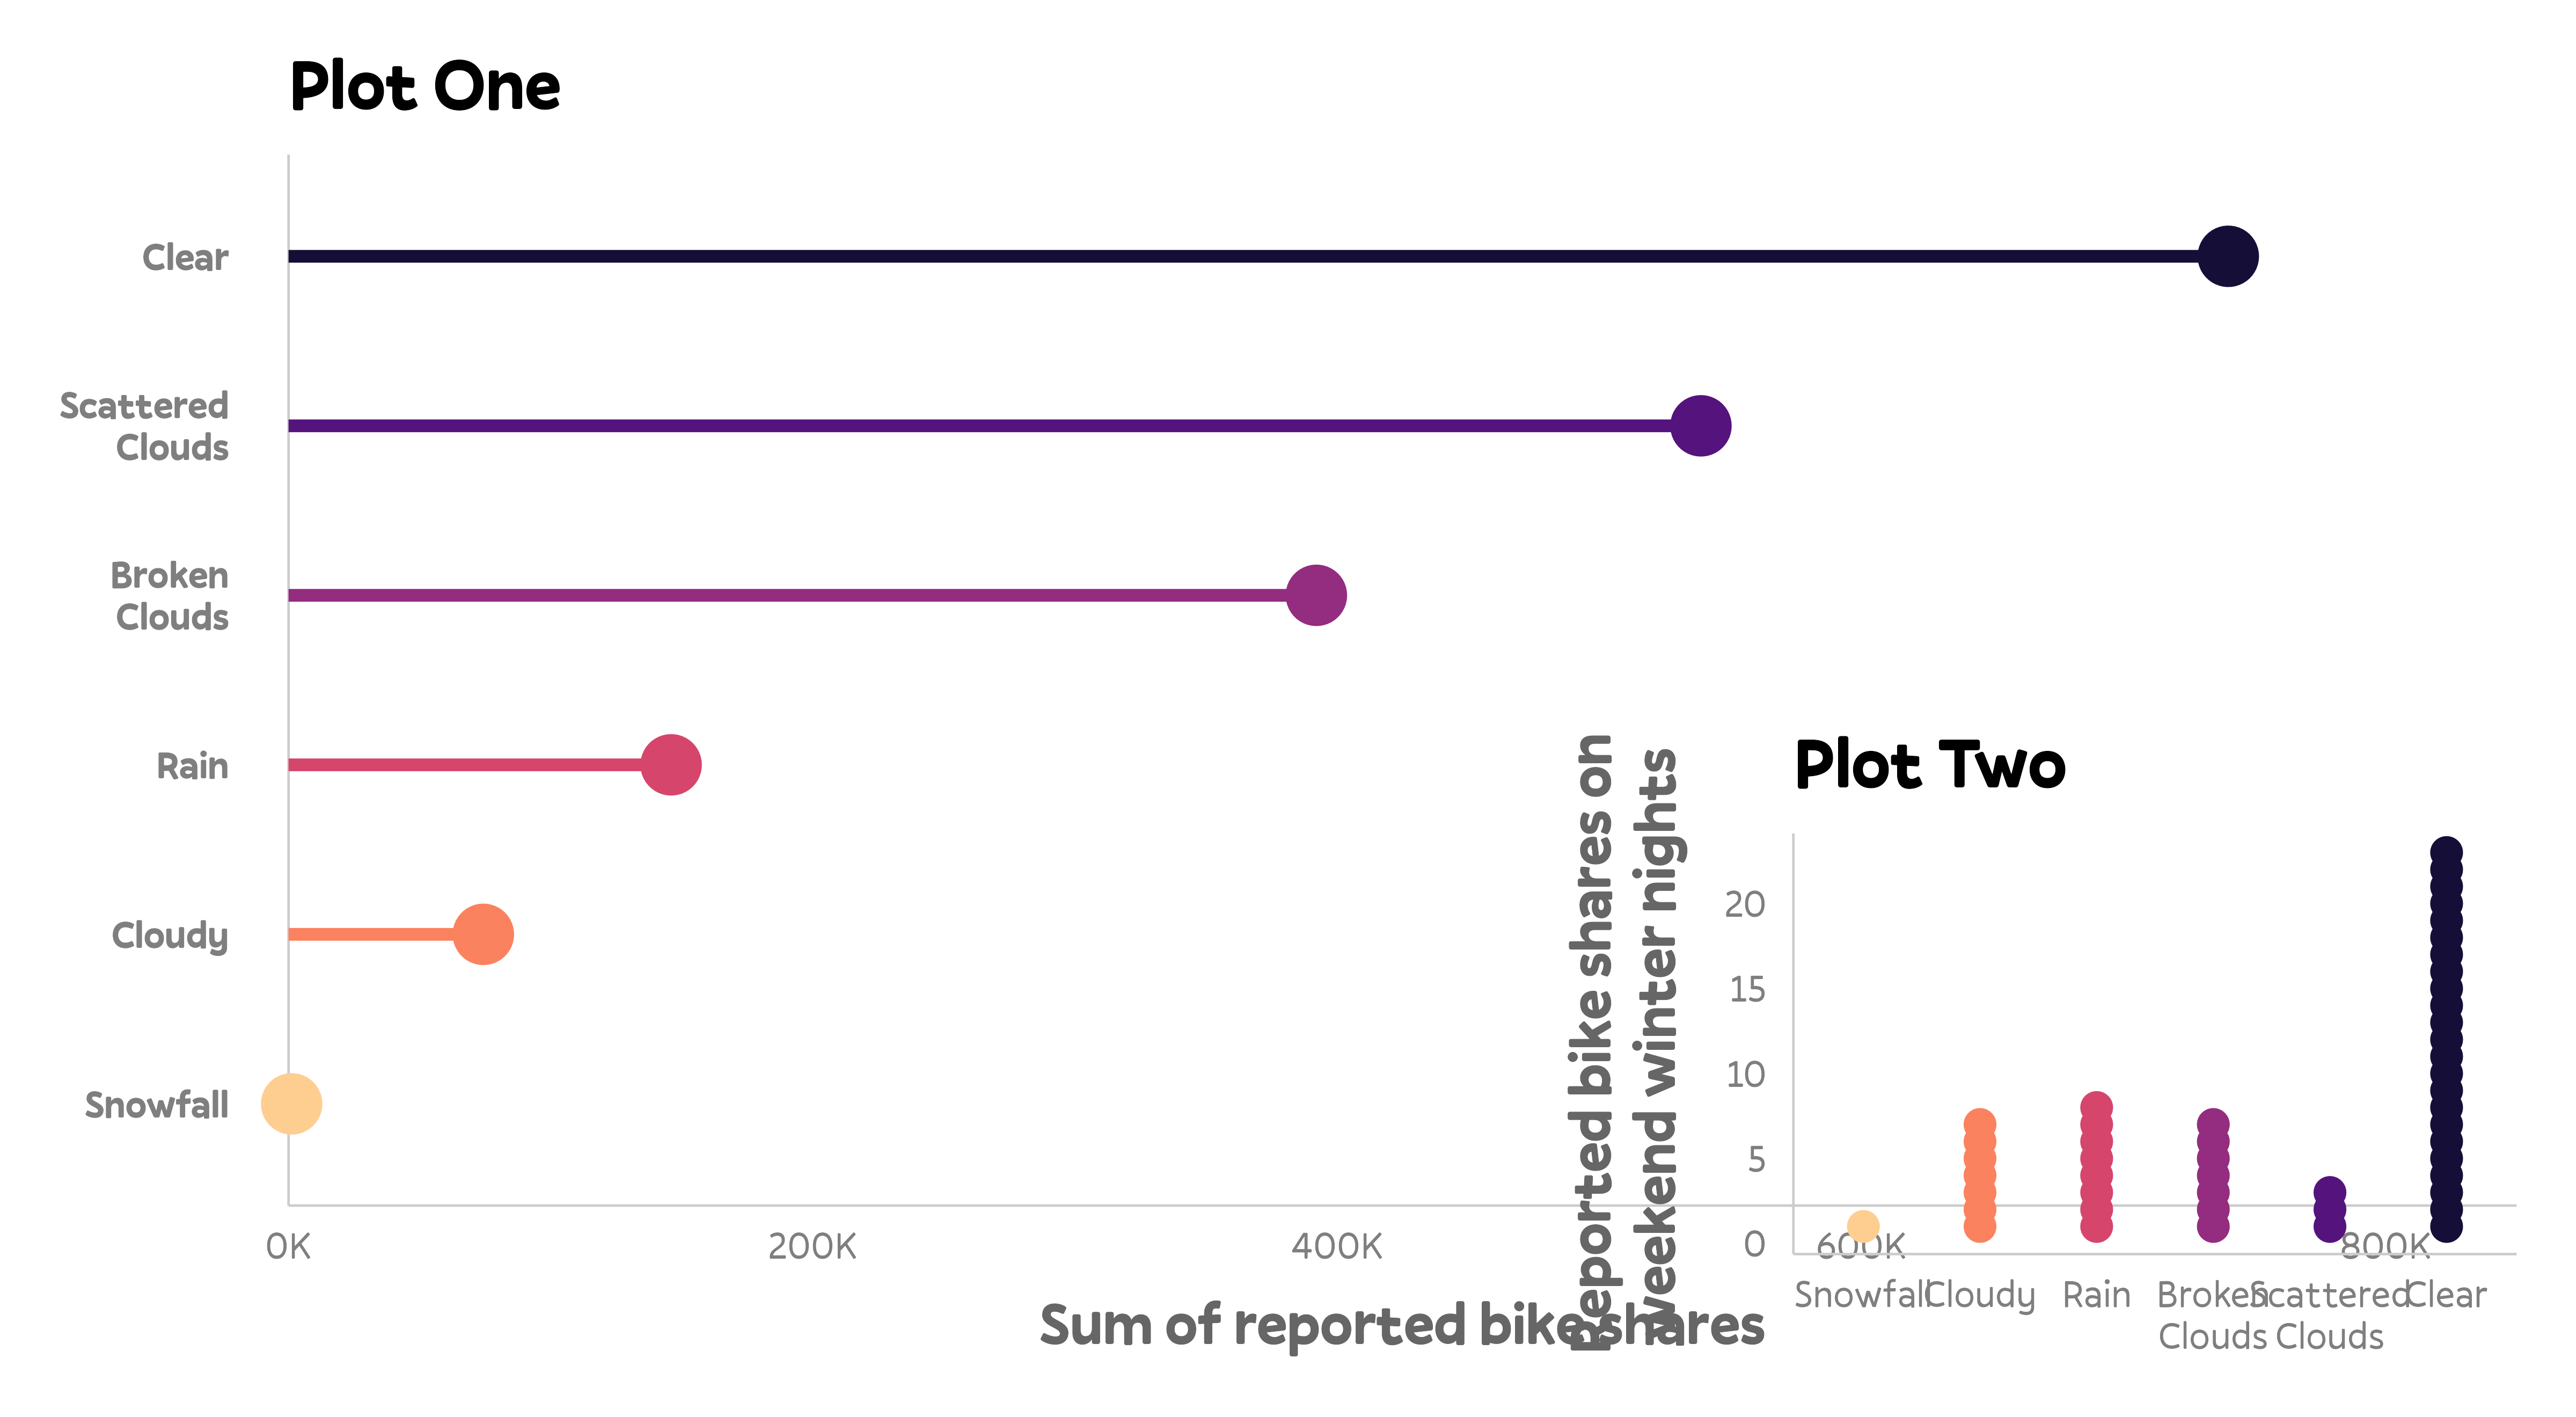 Plot One
Clear
Scattered
Clouds
Broken
Clouds
Rain
Cloudy
Snowfall
0K
200K
400K
600K
800K
Sum of reported bike shares
Plot Two
Reported bike shares on
weekend winter nights
20
15
10
5
0
Snowfall
Cloudy
Rain
Broken
Clouds
Scattered
Clouds
Clear